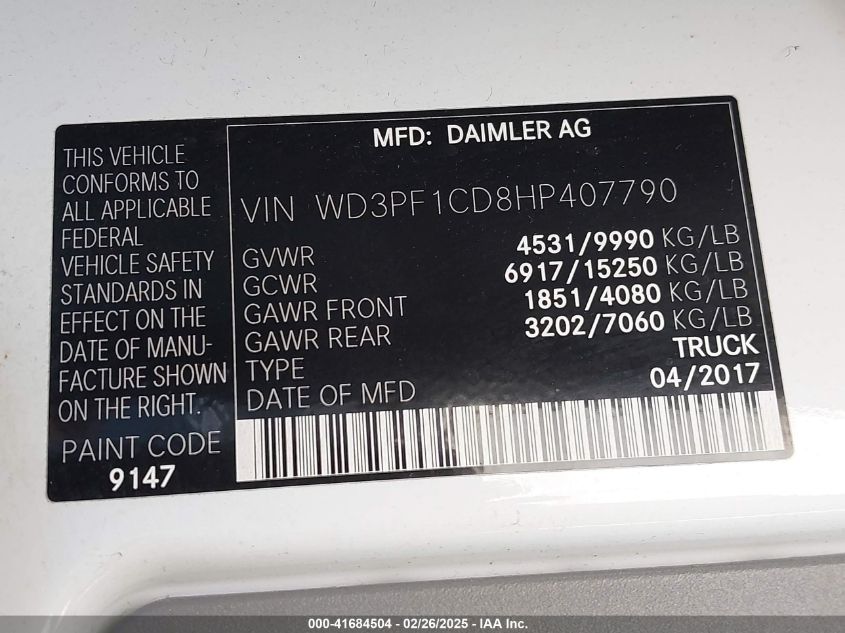 THIS VEHICLE
CONFORMS TO
ALL APPLICABLE
FEDERAL
VEHICLE SAFETY
STANDARDS IN
EFFECT ON THE
DATE OF MANU-
FACTURE SHOWN
ON THE RIGHT.
PAINT CODE
9147
MFD: DAIMLER AG
VIN WD3PF1CD8HP407790
GVWR 4531/9990 KG/LB
GCWR 6917/15250 KG/LB
GAWR FRONT 1851/4080 KG/LB
GAWR REAR 3202/7060 KG/LB
TYPE TRUCK
DATE OF MFD 04/2017
000-41684504 - 02/26/2025 - IAA Inc.